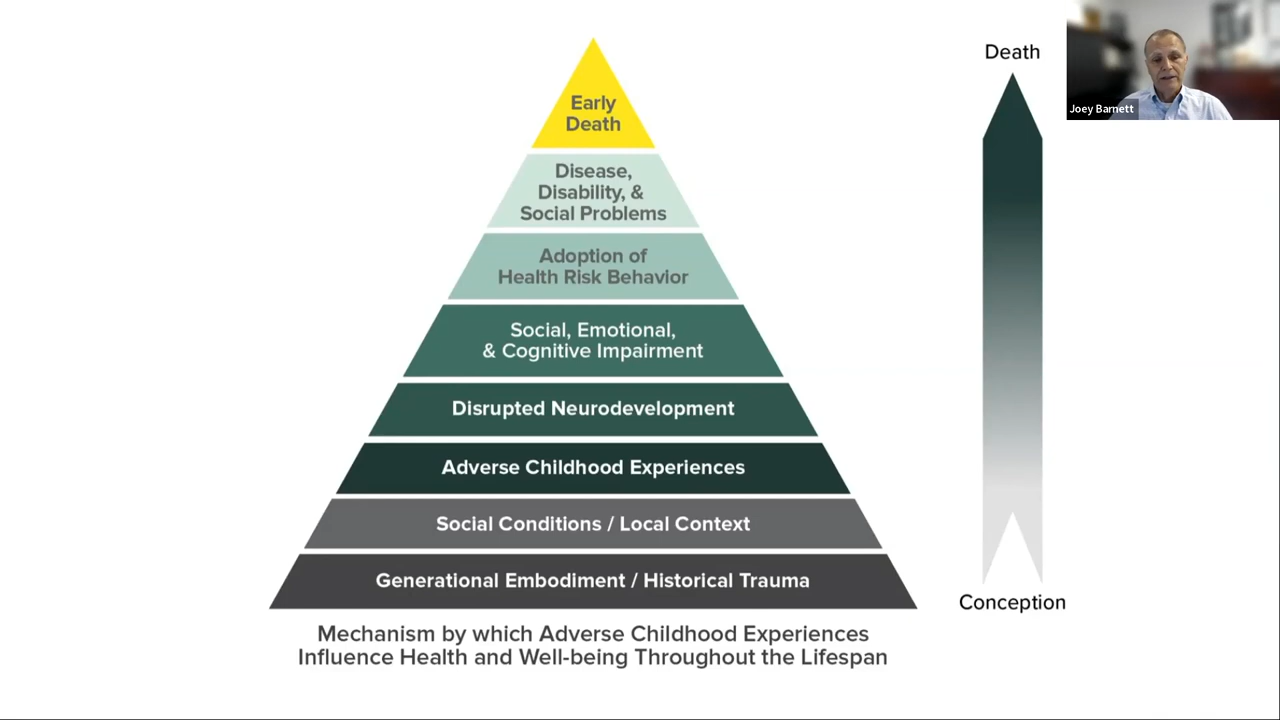 Early
Death
Disease,
Disability, &
Social Problems
Adoption of
Health Risk Behavior
Social, Emotional,
& Cognitive Impairment
Disrupted Neurodevelopment
Adverse Childhood Experiences
Social Conditions / Local Context
Generational Embodiment / Historical Trauma
Mechanism by which Adverse Childhood Experiences
Influence Health and Well-being Throughout the Lifespan
Death
Conception
Joey Barnett